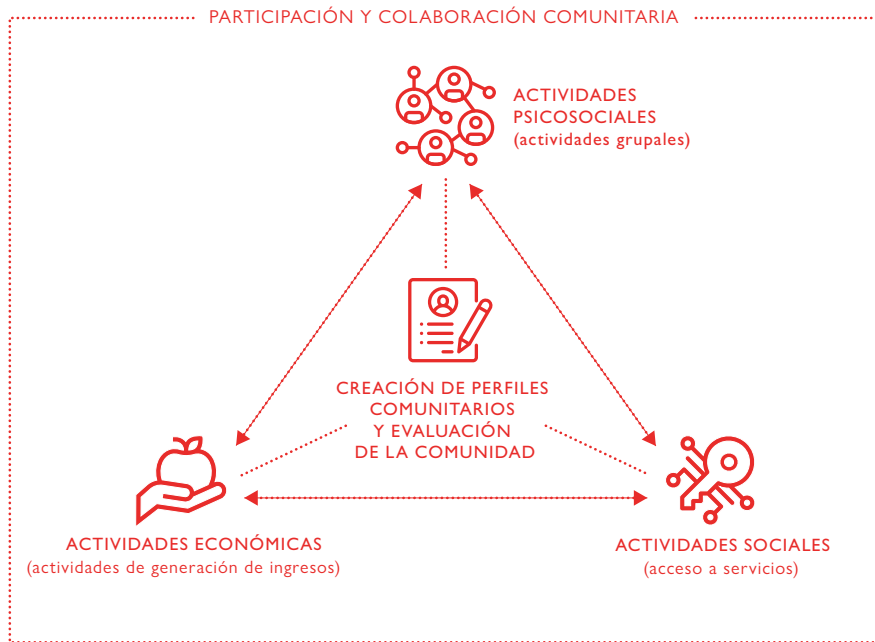 PARTICIPACIÓN Y COLABORACIÓN COMUNITARIA
ACTIVIDADES
PSICOSOCIALES
(actividades grupales)
CREACIÓN DE PERFILES
COMUNITARIOS
Y EVALUACIÓN
DE LA COMUNIDAD
ACTIVIDADES ECONÓMICAS
(actividades de generación de ingresos)
ACTIVIDADES SOCIALES
(acceso a servicios)